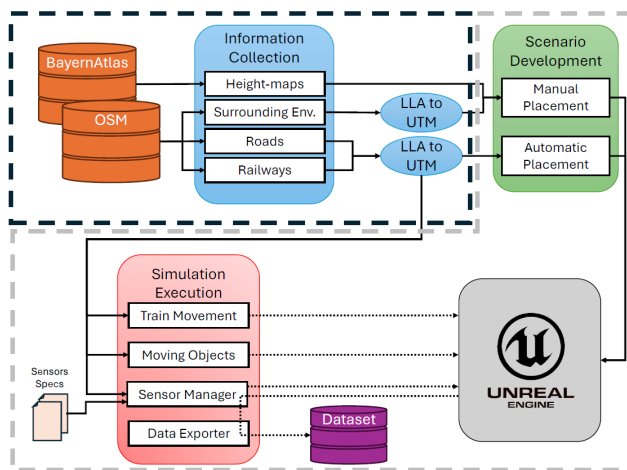 BayernAtlas
OSM
Information
Collection
Height-maps
Surrounding Env.
Roads
Railways
LLA to
UTM
LLA to
UTM
Scenario
Development
Manual
Placement
Automatic
Placement
Simulation
Execution
Train Movement
Moving Objects
Sensor Manager
Data Exporter
Sensors
Specs
Dataset
UNREAL
ENGINE